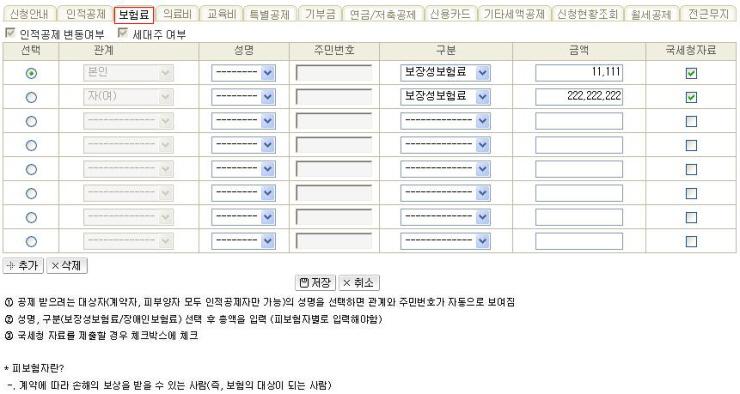 신청안내 인적공제 보험료 의료비 교육비 특별공제 기부금 연금/저축공제 신용카드 기타세액공제 신청현황조회 월세공제 전근무지
인적공제 변동여부 세대주 여부
선택 관계 성명 주민번호 구분 금액 국세청자료
본인 -------- 보장성보험료 11,111
자(여) -------- 보장성보험료 222,222,222
------------- -------- -------------
------------- -------- -------------
------------- -------- -------------
------------- -------- -------------
------------- -------- -------------
------------- -------- -------------
추가 ×삭제
저장 ×취소
① 공제 받으려는 대상자(계약자, 피부양자 모두 인적공제자만 가능)의 성명을 선택하면 관계와 주민번호가 자동으로 보여짐
② 성명, 구분(보장성보험료/장애인보험료) 선택 후 총액을 입력 (피보험자별로 입력해야함)
③ 국세청 자료를 제출할 경우 체크박스에 체크
* 피보험자란?
-. 계약에 따라 손해의 보상을 받을 수 있는 사람(즉, 보험의 대상이 되는 사람)